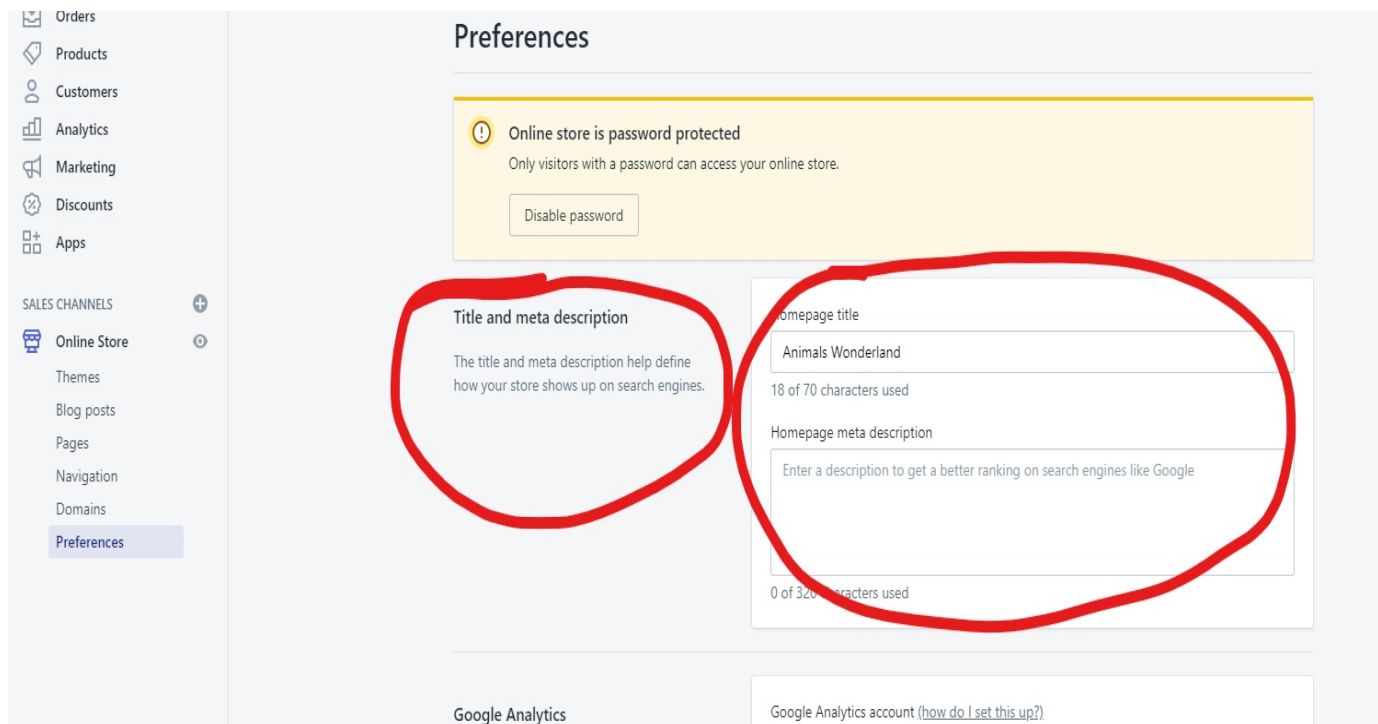 Orders
Products
Customers
Analytics
Marketing
Discounts
Apps
SALES CHANNELS
Online Store
Themes
Blog posts
Pages
Navigation
Domains
Preferences
Preferences
Online store is password protected
Only visitors with a password can access your online store.
Disable password
Title and meta description
The title and meta description help define
how your store shows up on search engines.
Homepage title
Animals Wonderland
18 of 70 characters used
Homepage meta description
Enter a description to get a better ranking on search engines like Google
0 of 320 characters used
Google Analytics
Google Analytics account (how do I set this up?)